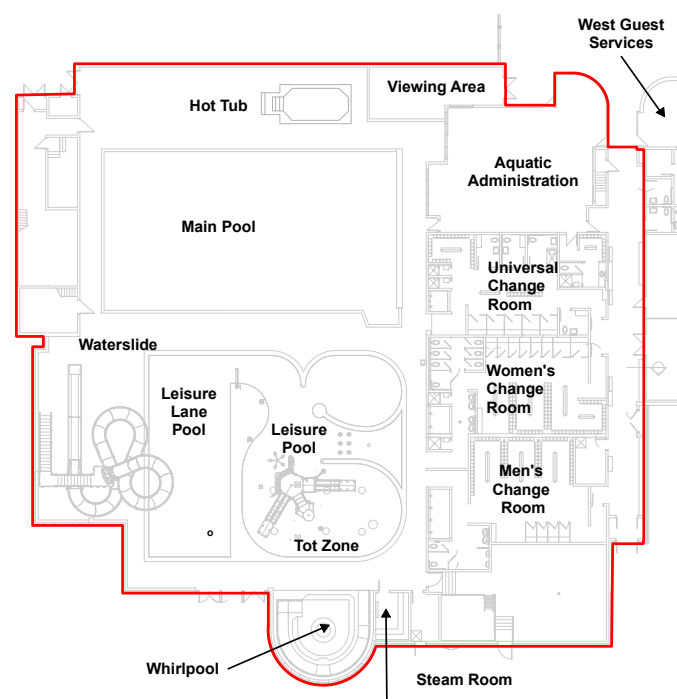 West Guest
Services
Viewing Area
Hot Tub
Aquatic
Administration
Main Pool
Universal
Change
Room
Waterslide
Leisure
Lane
Pool
Leisure
Pool
Women's
Change
Room
Men's
Change
Room
Tot Zone
Whirlpool
Steam Room